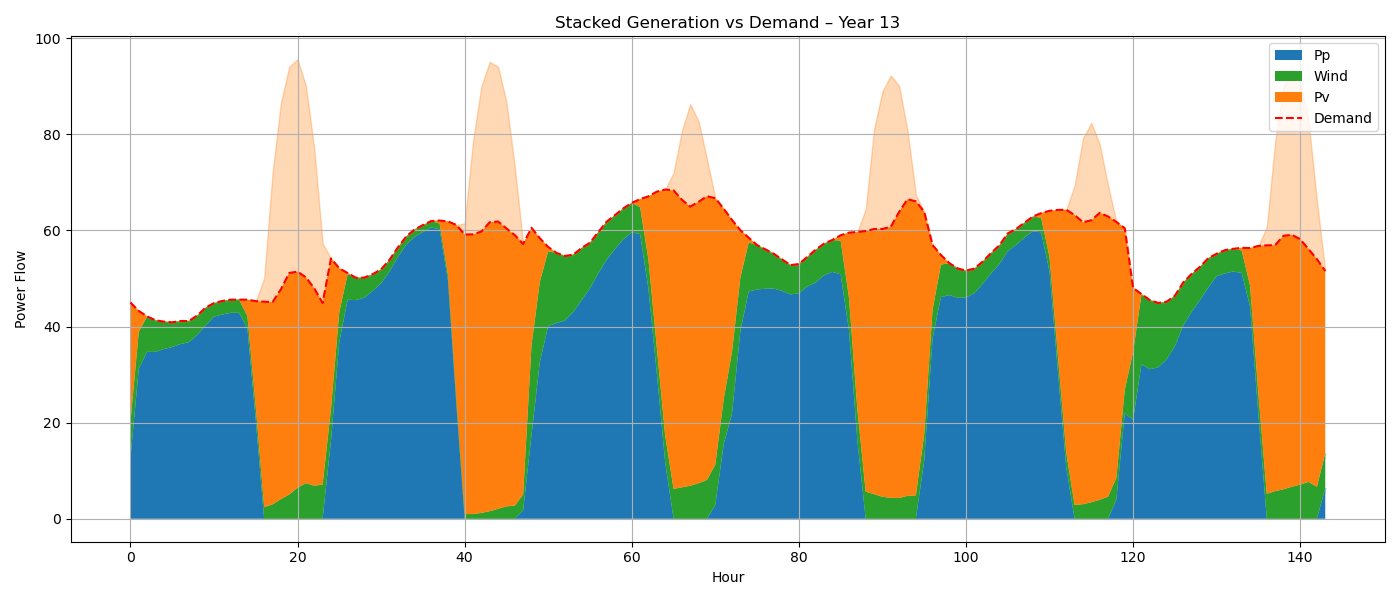 Stacked Generation vs Demand – Year 13
Power Flow
100
80
60
40
20
0
Pp
Wind
Pv
Demand
0 20 40 60 80 100 120 140
Hour